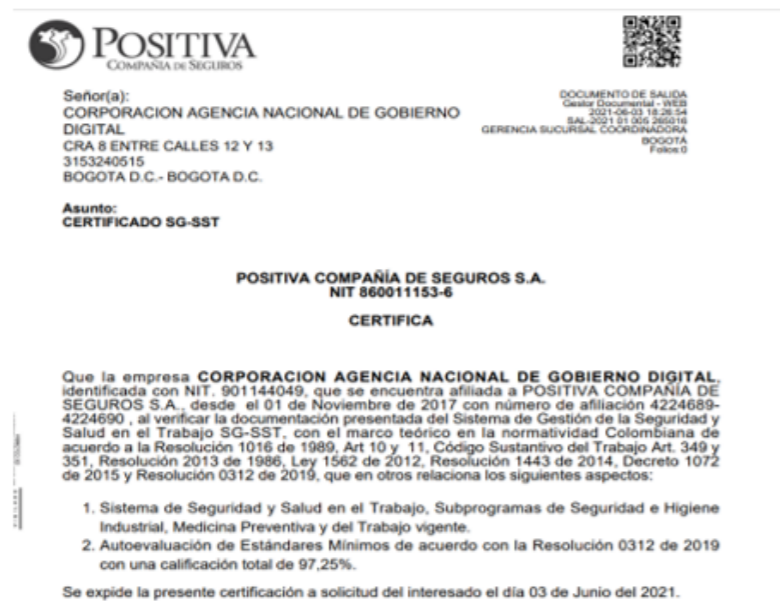 POSITIVA
COMPAÑIA DE SEGUROS
Señor(a):
CORPORACION AGENCIA NACIONAL DE GOBIERNO
DIGITAL
CRA 8 ENTRE CALLES 12 Y 13
3153240515
BOGOTA D.C.- BOGOTA D.C.
DOCUMENTO DE SALIDA
Gestor Documental - WEB
2021-06-03 18:26:54
SAL-2021 01 005 265016
GERENCIA SUCURSAL COORDINADORA
BOGOTÁ
Folios:0
Asunto:
CERTIFICADO SG-SST
POSITIVA COMPAÑÍA DE SEGUROS S.A.
NIT 860011153-6
CERTIFICA
Que la empresa CORPORACION AGENCIA NACIONAL DE GOBIERNO DIGITAL,
identificada con NIT. 901144049, que se encuentra afiliada a POSITIVA COMPAÑÍA DE
SEGUROS S.A., desde el 01 de Noviembre de 2017 con número de afiliación 4224689-
4224690 , al verificar la documentación presentada del Sistema de Gestión de la Seguridad y
Salud en el Trabajo SG-SST, con el marco teórico en la normatividad Colombiana de
acuerdo a la Resolución 1016 de 1989, Art 10 y 11, Código Sustantivo del Trabajo Art. 349 y
351, Resolución 2013 de 1986, Ley 1562 de 2012, Resolución 1443 de 2014, Decreto 1072
de 2015 y Resolución 0312 de 2019, que en otros relaciona los siguientes aspectos:
1. Sistema de Seguridad y Salud en el Trabajo, Subprogramas de Seguridad e Higiene
Industrial, Medicina Preventiva y del Trabajo vigente.
2. Autoevaluación de Estándares Mínimos de acuerdo con la Resolución 0312 de 2019
con una calificación total de 97,25%.
Se expide la presente certificación a solicitud del interesado el día 03 de Junio del 2021.